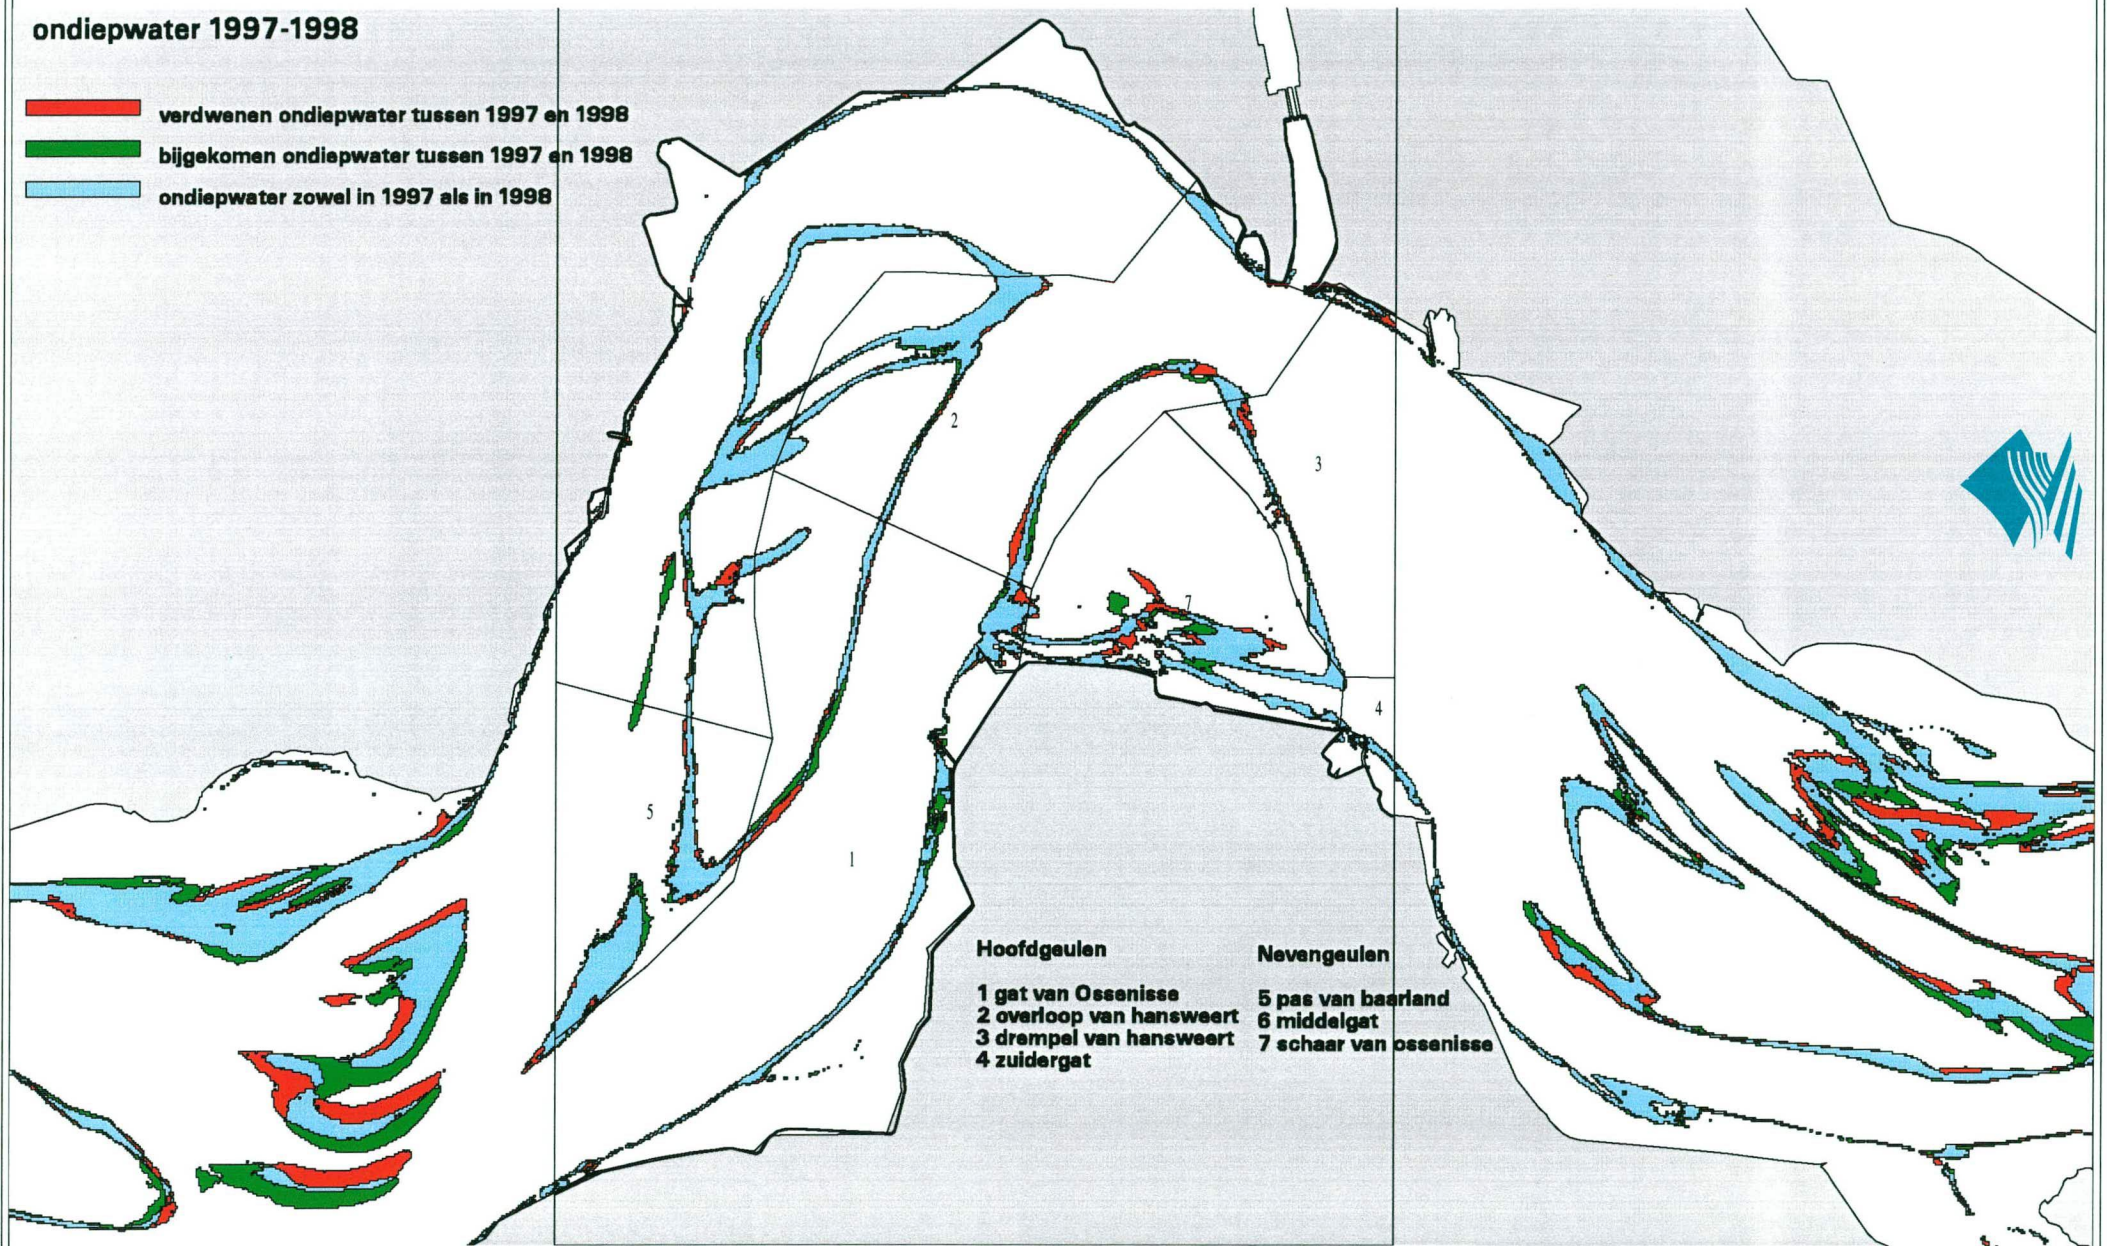 ondiepwater 1997-1998
verdwenen ondiepwater tussen 1997 en 1998
bijgekomen ondiepwater tussen 1997 en 1998
ondiepwater zowel in 1997 als in 1998
6
2
3
7
4
5
1
Hoofdgeulen
1 gat van Ossenisse
2 overloop van hansweert
3 drempel van hansweert
4 zuidergat
Nevengeulen
5 pas van baarland
6 middelgat
7 schaar van ossenisse